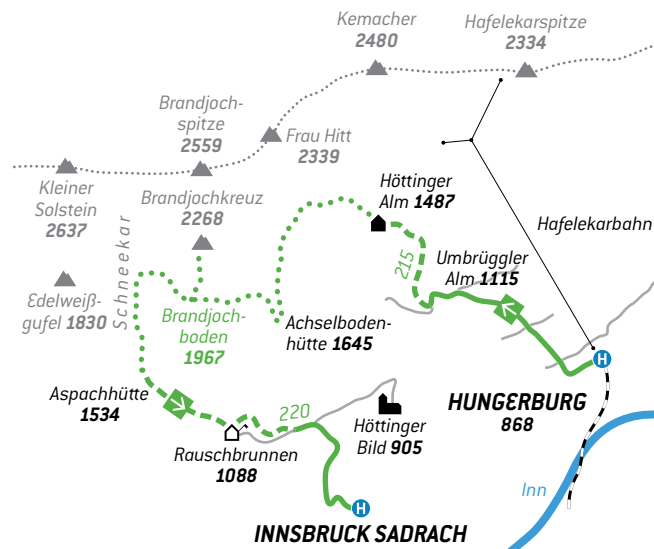 Kemacher
2480
Hafelekarspitze
2334
Brandjoch-
spitze
2559
Frau Hitt
2339
Kleiner
Solstein
2637
Brandjochkreuz
2268
Höttinger
Alm 1487
Hafelekarbahn
Schneekar
215
Umbrüggler
Alm 1115
Edelweiß-
gufel 1830
Brandjoch-
boden
1967
Achselboden-
hütte 1645
H
Aspachhütte
1534
HUNGERBURG
868
220
Rauschbrunnen
1088
Höttinger
Bild 905
Inn
H
INNSBRUCK SADRACH